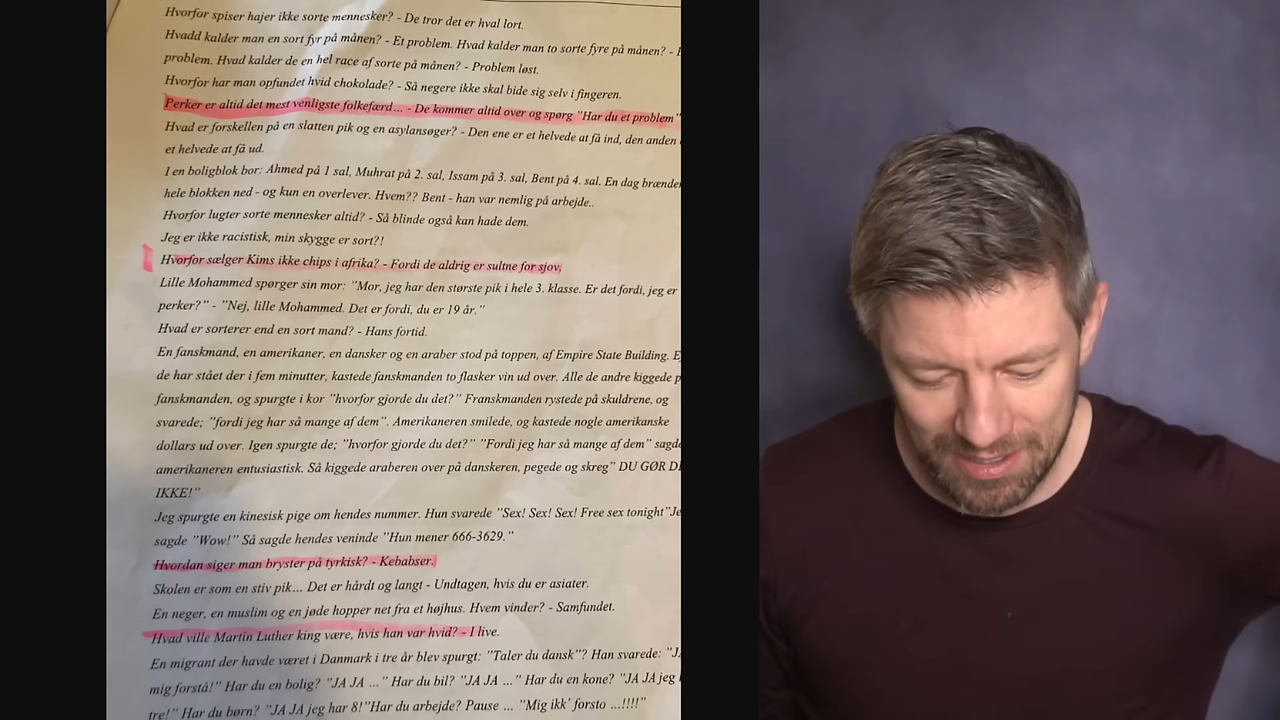 Hvorfor spiser hajer ikke sorte mennesker? - De tror det er hval lort.
Hvadd kalder man en sort fyr på månen? - Et problem. Hvad kalder man to sorte fyre på månen? -
problem. Hvad kalder de en hel race af sorte på månen? - Problem løst.
Hvorfor har man opfundet hvid chokolade? - Så negere ikke skal bide sig selv i fingeren.
Perker er altid det mest venligste folkefærd... - De kommer altid over og spørg "Har du et problem"
Hvad er forskellen på en slatten pik og en asylansøger? - Den ene er et helvede at få ind, den anden
et helvede at få ud.
I en boligblok bor: Ahmed på 1 sal, Muhrat på 2. sal, Issam på 3. sal, Bent på 4. sal. En dag brænder
hele blokken ned - og kun en overlever. Hvem?? Bent - han var nemlig på arbejde..
Hvorfor lugter sorte mennesker altid? - Så blinde også kan hade dem.
Jeg er ikke racistisk, min skygge er sort?!
Hvorfor sælger Kims ikke chips i afrika? - Fordi de aldrig er sultne for sjov,
Lille Mohammed spørger sin mor: "Mor, jeg har den største pik i hele 3. klasse. Er det fordi, jeg er
perker?" - "Nej, lille Mohammed. Det er fordi, du er 19 år."
Hvad er sorterer end en sort mand? - Hans fortid.
En fanskmand, en amerikaner, en dansker og en araber stod på toppen, af Empire State Building.
de har stået der i fem minutter, kastede fanskmanden to flasker vin ud over. Alle de andre kiggede
fanskmanden, og spurgte i kor "hvorfor gjorde du det?" Franskmanden rystede på skuldrene, og
svarede; "fordi jeg har så mange af dem". Amerikaneren smilede, og kastede nogle amerikanske
dollars ud over. Igen spurgte de; "hvorfor gjorde du det?" "Fordi jeg har så mange af dem" sagde
amerikaneren entusiastisk. Så kiggede araberen over på danskeren, pegede og skreg" DU GØR
IKKE!"
Jeg spurgte en kinesisk pige om hendes nummer. Hun svarede "Sex! Sex! Sex! Free sex tonight"
sagde "Wow!" Så sagde hendes veninde "Hun mener 666-3629."
Hvordan siger man bryster på tyrkisk? - Kebabser.
Skolen er som en stiv pik... Det er hårdt og langt - Undtagen, hvis du er asiater.
En neger, en muslim og en jøde hopper net fra et højhus. Hvem vinder? - Samfundet.
Hvad ville Martin Luther king være, hvis han var hvid? - I live.
En migrant der havde været i Danmark i tre år blev spurgt: "Taler du dansk"? Han svarede:
mig forstå!" Har du en bolig? "JA JA ..." Har du bil? "JA JA ..." Har du en kone? "JA JA jeg
tre!" Har du børn? "JA JA jeg har 8!"Har du arbejde? Pause ... "Mig ikk' forsto ...!!!!"